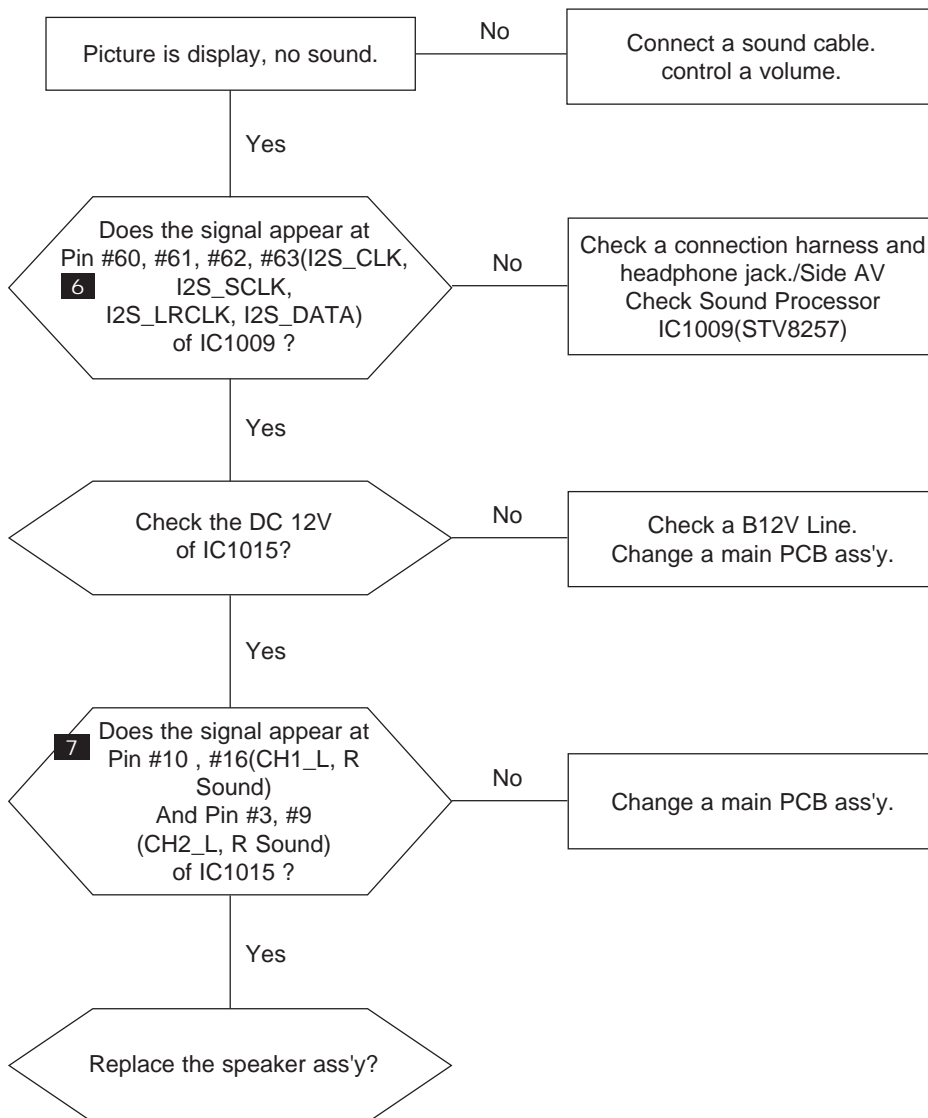 Picture is display, no sound.
No
Connect a sound cable.
control a volume.
Yes
Does the signal appear at
Pin #60, #61, #62, #63(I2S_CLK,
6
I2S_SCLK,
I2S_LRCLK, I2S_DATA)
of IC1009 ?
No
Check a connection harness and
headphone jack./Side AV
Check Sound Processor
IC1009(STV8257)
Yes
Check the DC 12V
of IC1015?
No
Check a B12V Line.
Change a main PCB ass'y.
Yes
7
Does the signal appear at
Pin #10 , #16(CH1_L, R
Sound)
And Pin #3, #9
(CH2_L, R Sound)
of IC1015 ?
No
Change a main PCB ass'y.
Yes
Replace the speaker ass'y?